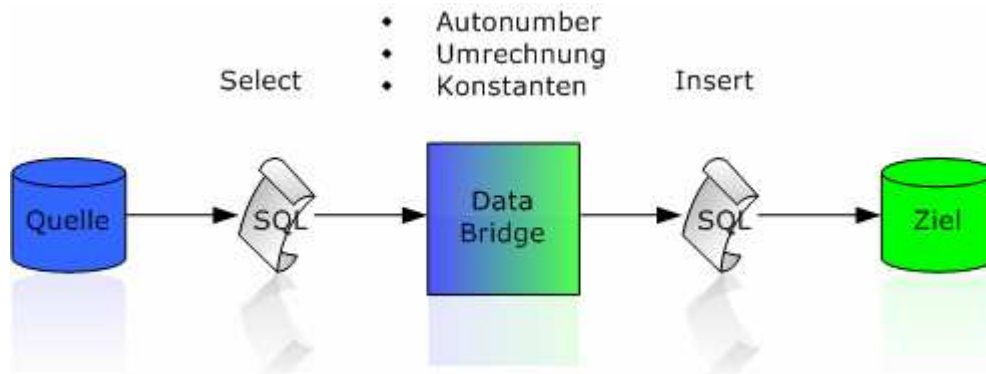 • Autonumber
• Umrechnung
• Konstanten
Select
Insert
Quelle
SQL
Data
Bridge
SQL
Ziel